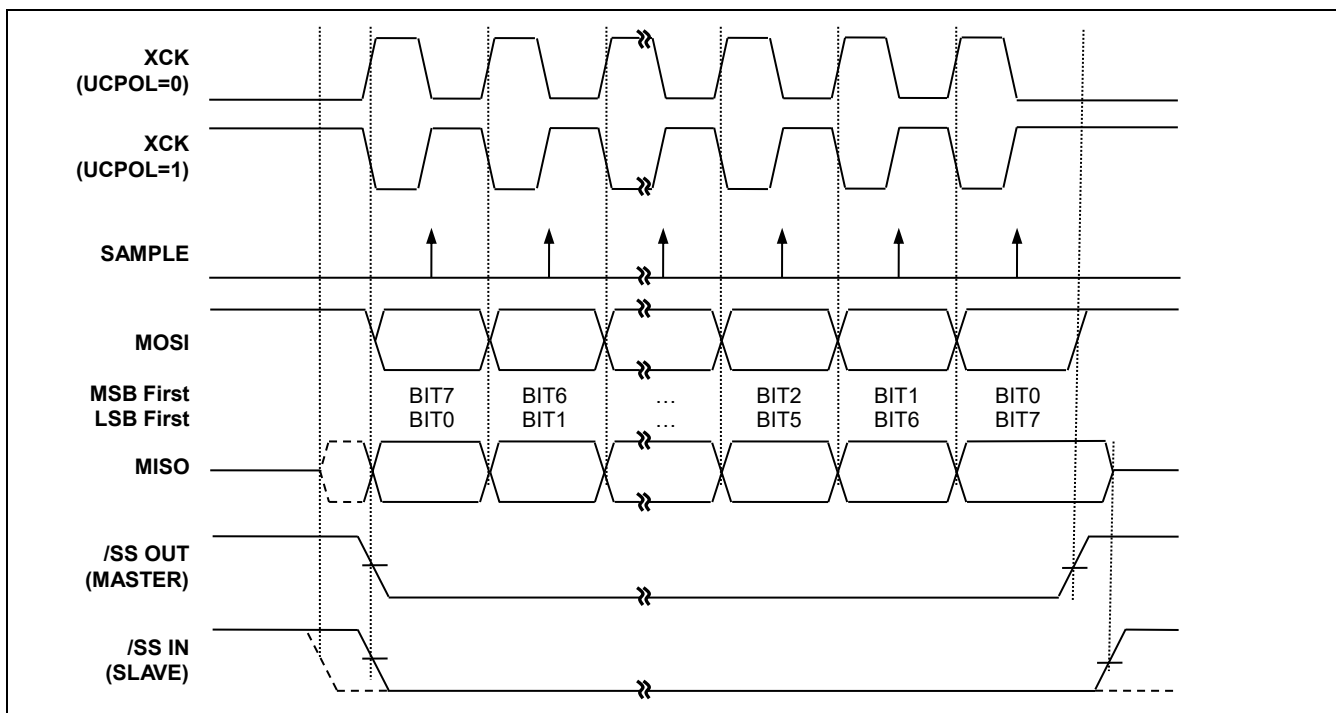 XCK
(UCPOL=0)
XCK
(UCPOL=1)
SAMPLE
MOSI
MSB First BIT7 BIT6 … BIT2 BIT1 BIT0
LSB First BIT0 BIT1 … BIT5 BIT6 BIT7
MISO
/SS OUT
(MASTER)
/SS IN
(SLAVE)